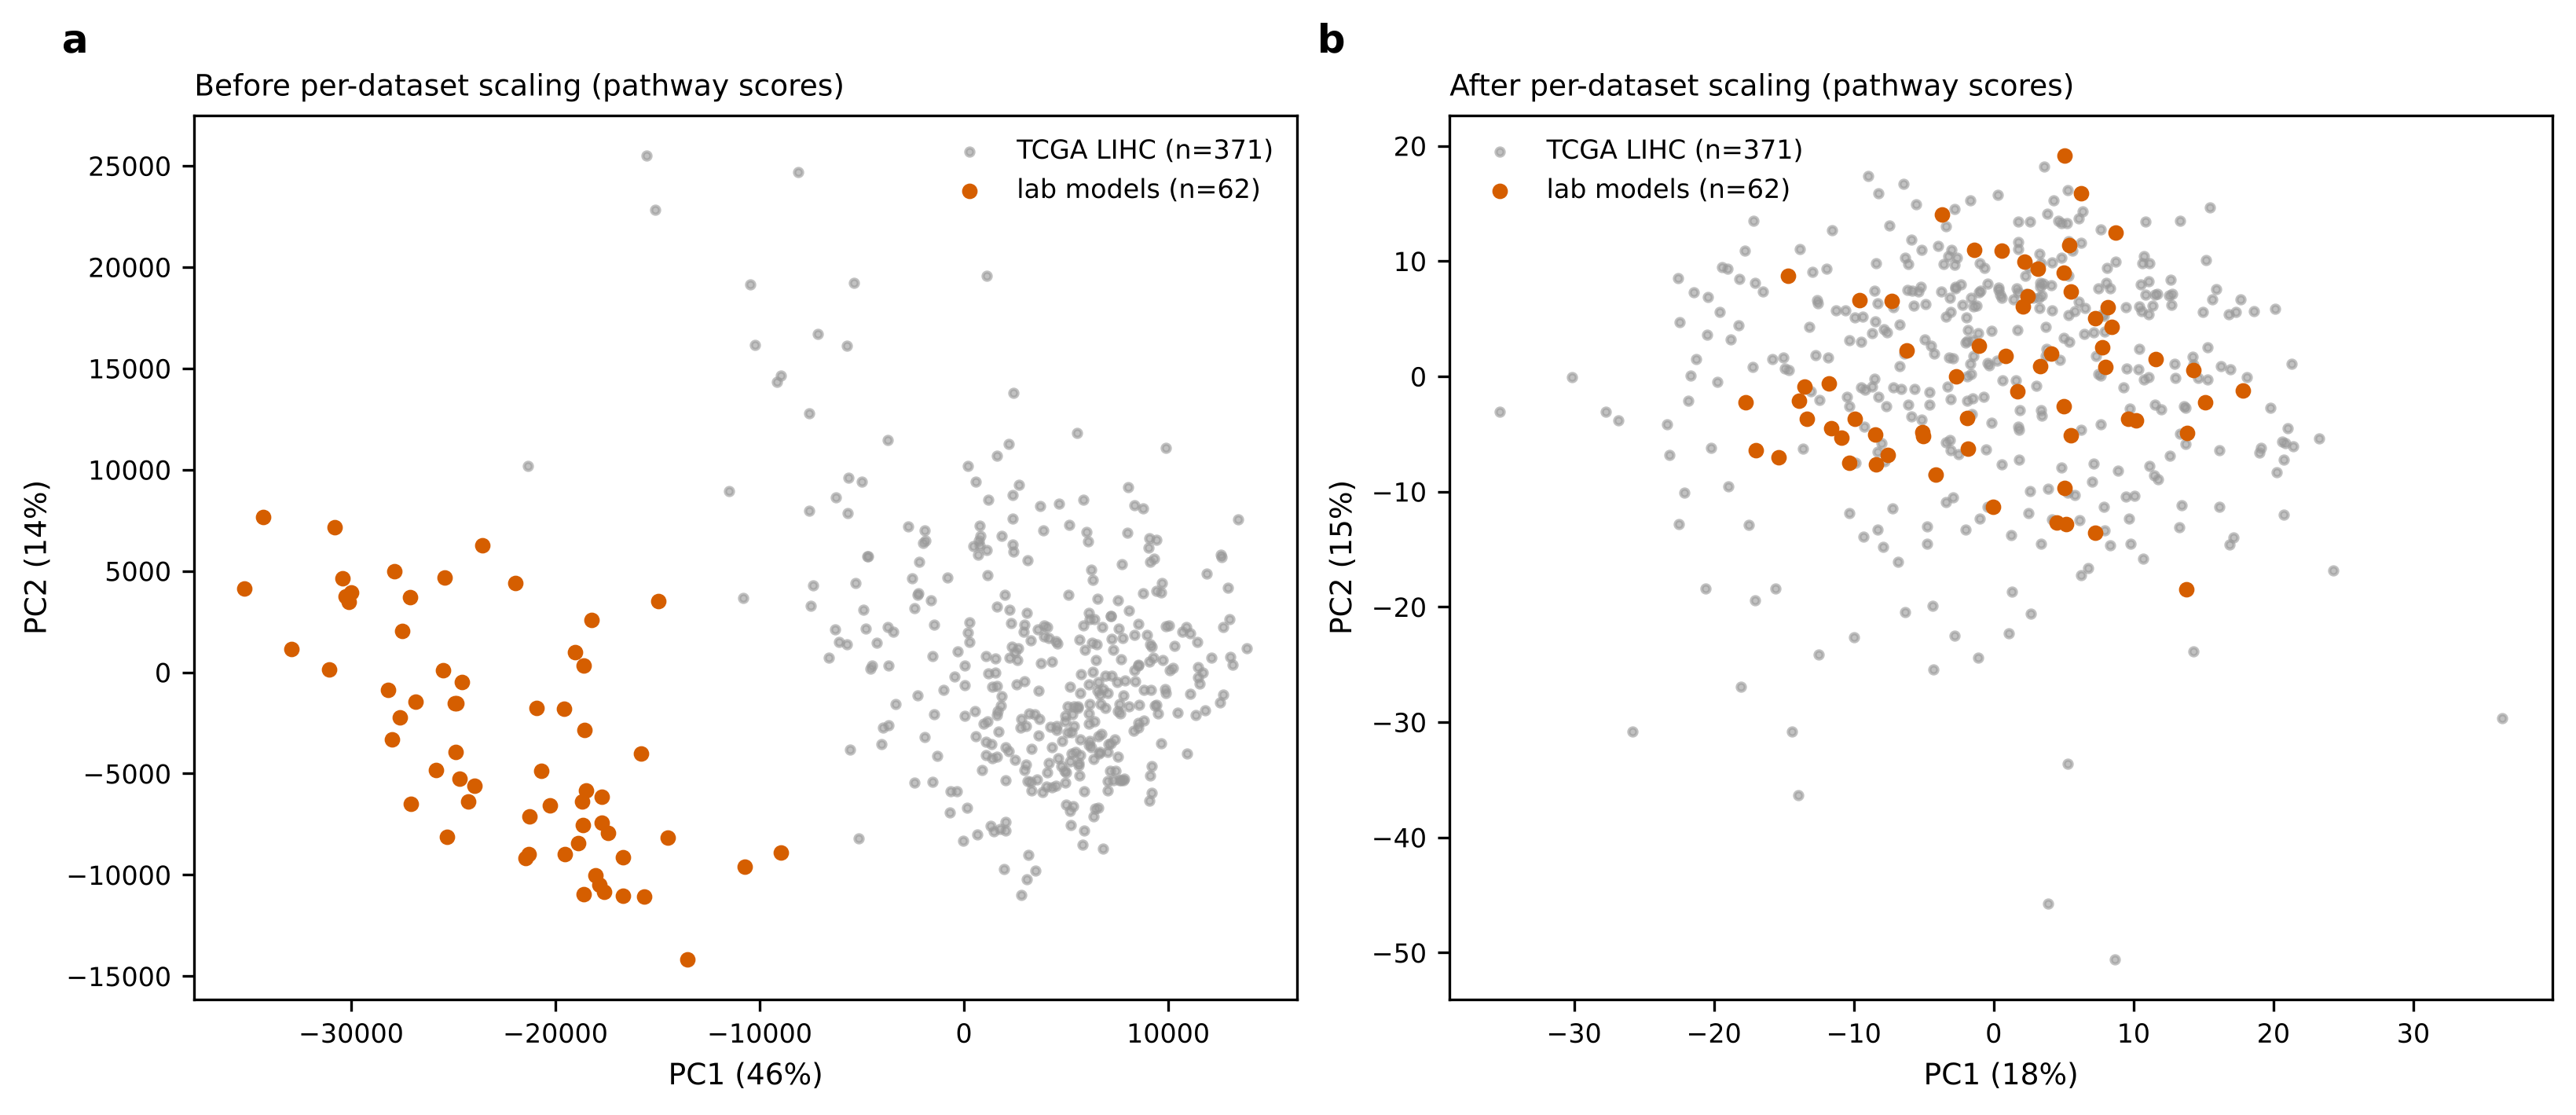 a
Before per-dataset scaling (pathway scores)
TCGA LIHC (n=371)
lab models (n=62)
25000
20000
15000
10000
5000
0
−5000
−10000
−15000
PC2 (14%)
−30000
−20000
−10000
0
10000
PC1 (46%)
b
After per-dataset scaling (pathway scores)
TCGA LIHC (n=371)
lab models (n=62)
20
10
0
−10
−20
−30
−40
−50
PC2 (15%)
−30
−20
−10
0
10
20
30
PC1 (18%)